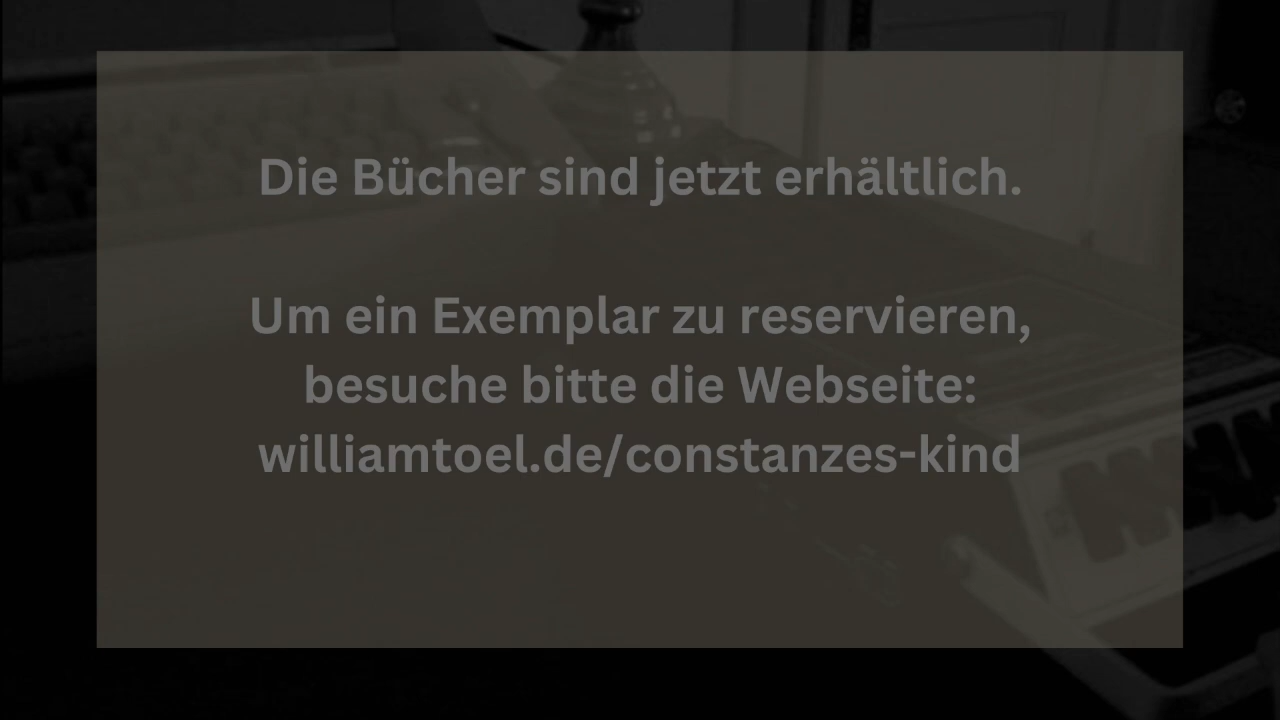 Die Bücher sind jetzt erhältlich.
Um ein Exemplar zu reservieren,
besuche bitte die Webseite:
williamtoel.de/constanzes-kind